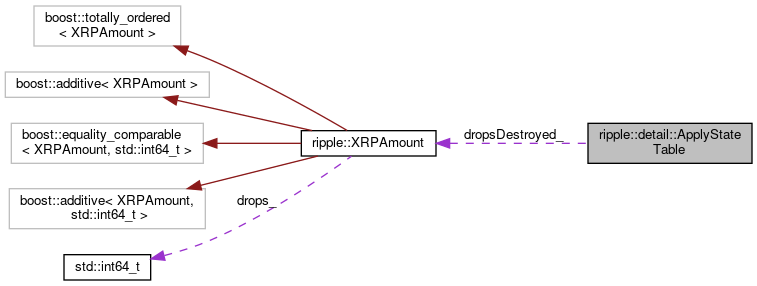 boost::totally_ordered
< XRPAmount >
boost::additive< XRPAmount >
boost::equality_comparable
< XRPAmount, std::int64_t >
boost::additive< XRPAmount,
std::int64_t >
std::int64_t
drops_
ripple::XRPAmount
dropsDestroyed_
ripple::detail::ApplyState
Table